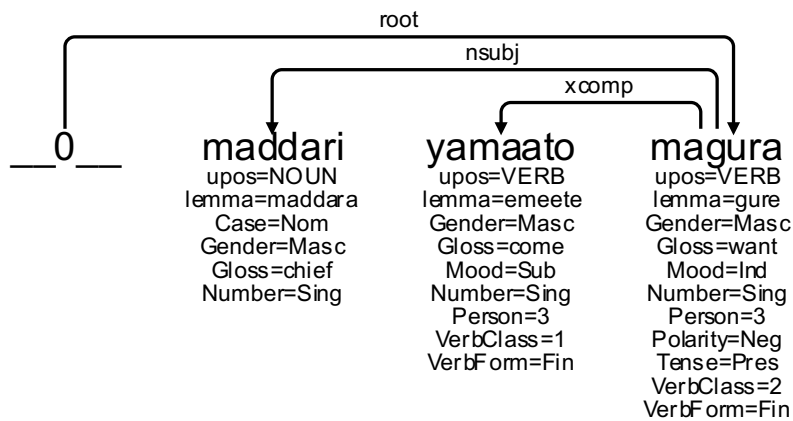 root
nsubj
xcomp
__0__ maddari yamaato magura
upos=NOUN upos=VERB upos=VERB
lemma=maddara lemma=emeete lemma=gure
Case=Nom Gender=Masc Gender=Masc
Gender=Masc Gloss=come Gloss=want
Gloss=chief Mood=Sub Mood=Ind
Number=Sing Number=Sing Number=Sing
Person=3 Person=3
VerbClass=1 Polarity=Neg
VerbForm=Fin Tense=Pres
VerbClass=2
VerbForm=Fin